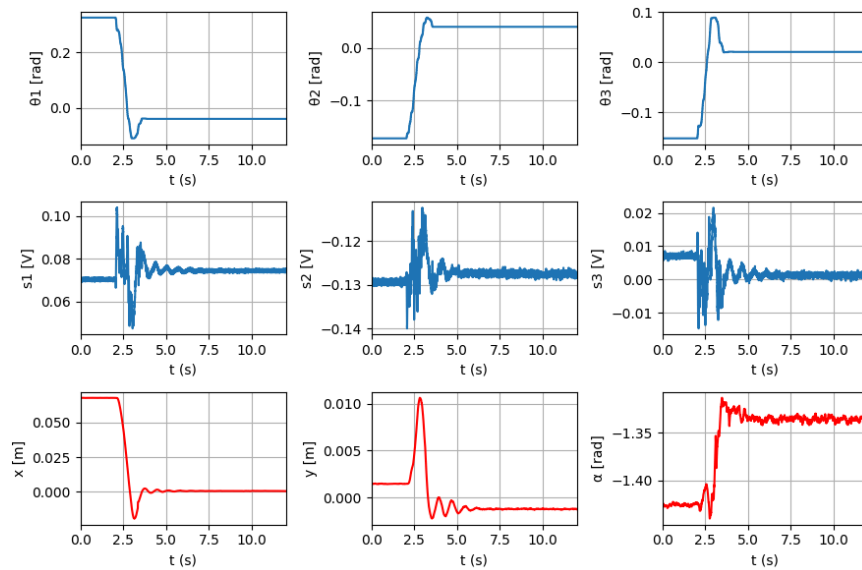 0.2
0.0
θ1 [rad]
0.0 2.5 5.0 7.5 10.0
t (s)
0.0
−0.1
θ2 [rad]
0.0 2.5 5.0 7.5 10.0
t (s)
0.1
0.0
−0.1
θ3 [rad]
0.0 2.5 5.0 7.5 10.0
t (s)
0.10
0.08
0.06
s1 [V]
0.0 2.5 5.0 7.5 10.0
t (s)
−0.12
−0.13
−0.14
s2 [V]
0.0 2.5 5.0 7.5 10.0
t (s)
0.02
0.01
0.00
−0.01
s3 [V]
0.0 2.5 5.0 7.5 10.0
t (s)
0.050
0.025
0.000
x [m]
0.0 2.5 5.0 7.5 10.0
t (s)
0.010
0.005
0.000
y [m]
0.0 2.5 5.0 7.5 10.0
t (s)
−1.35
−1.40
α [rad]
0.0 2.5 5.0 7.5 10.0
t (s)